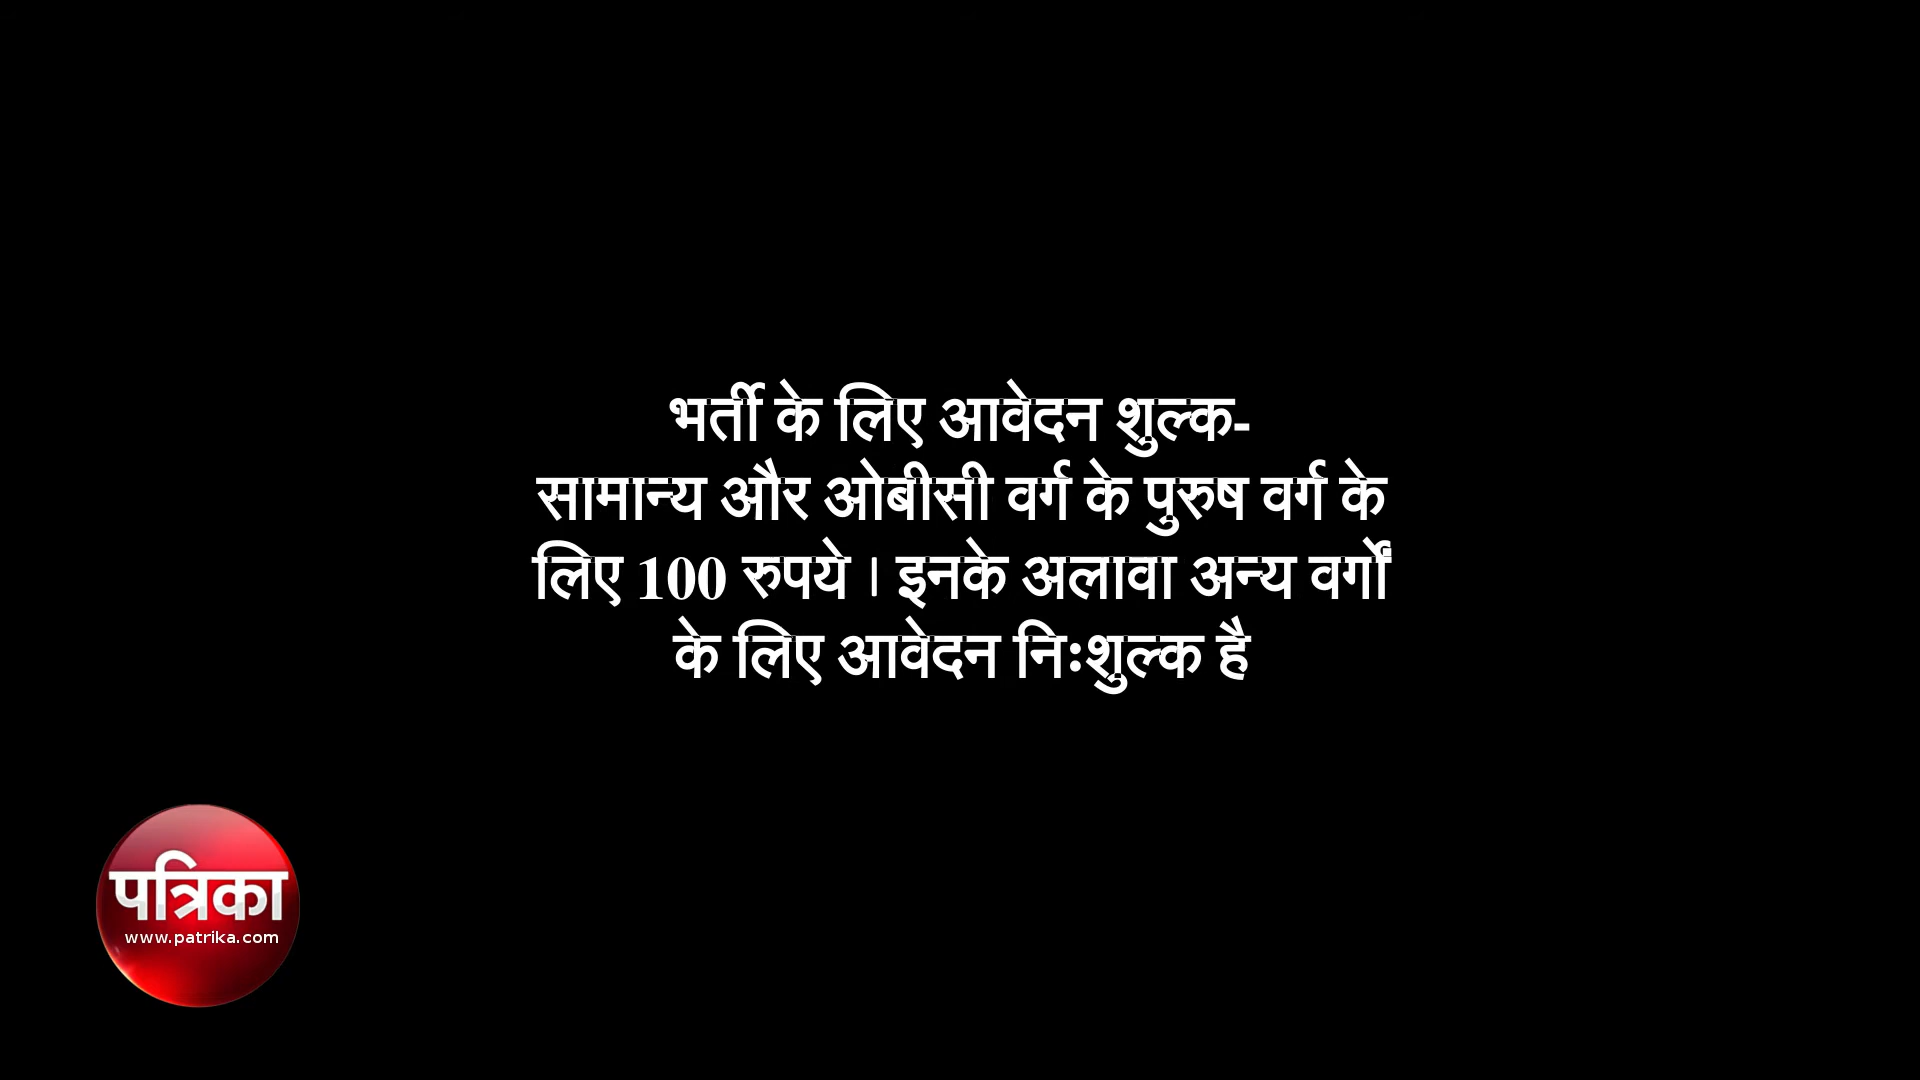 भर्ती के लिए आवेदन शुल्क-
सामान्य और ओबीसी वर्ग के पुरुष वर्ग के
लिए 100 रुपये । इनके अलावा अन्य वर्गों
के लिए आवेदन निःशुल्क है
पत्रिका
www.patrika.com